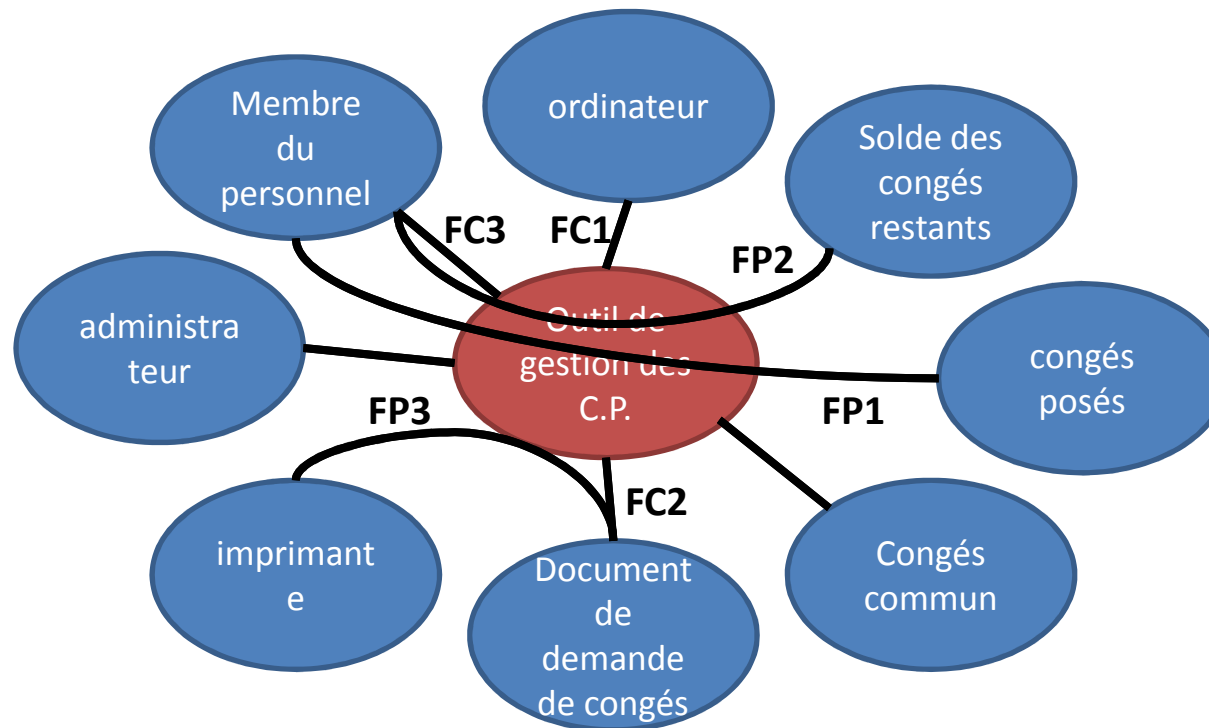 Membre
du
personnel
ordinateur
Solde des
congés
restants
FC3
FC1
FP2
administra
teur
Outil de
gestion des
C.P.
congés
posés
FP3
FP1
FC2
imprimant
e
Document
de
demande
de congés
Congés
commun